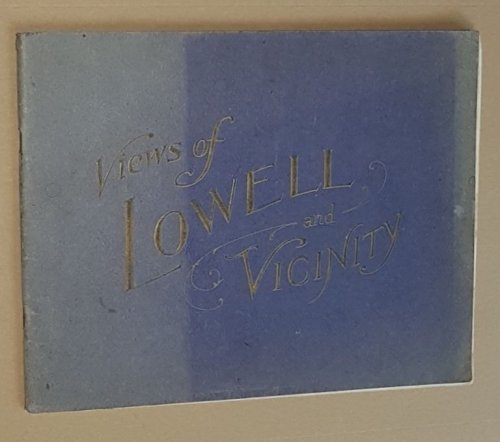 Views of
LOWELL
and
VICINITY